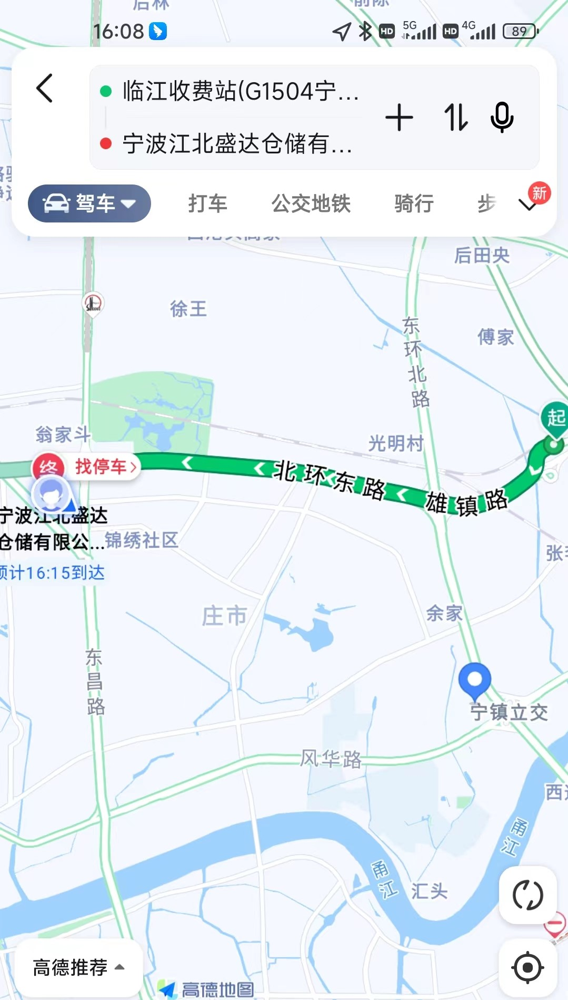 后林
前陈
16:08
HD
5G
HD
4G
89
临江收费站(G1504宁...
宁波江北盛达仓储有...
驾车
打车
公交地铁
骑行
步
新
后田央
徐王
东环北路
傅家
起
翁家斗
光明村
终
找停车
北环东路
雄镇路
宁波江北盛达
仓储有限公...
锦绣社区
预计16:15到达
张
庄市
余家
东昌路
宁镇立交
风华路
西
甬江
甬江
汇头
高德推荐
高德地图